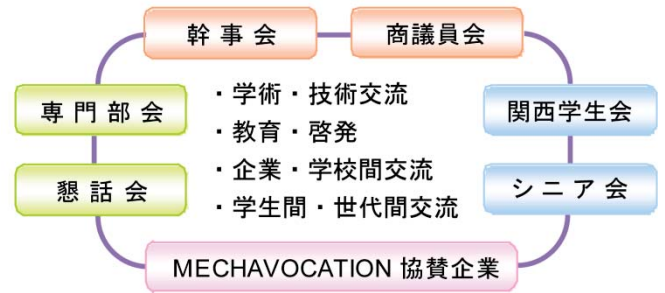 幹事会
商議員会
専門部会
・学術・技術交流
・教育・啓発
・企業・学校間交流
・学生間・世代間交流
関西学生会
懇話会
シニア会
MECHAVOCATION 協賛企業